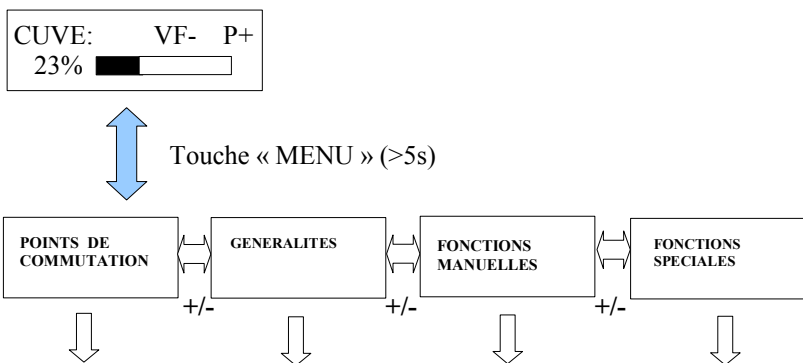 CUVE: VF- P+
23%
Touche « MENU » (>5s)
POINTS DE
COMMUTATION
GENERALITES
FONCTIONS
MANUELLES
FONCTIONS
SPECIALES
+/-
+/-
+/-